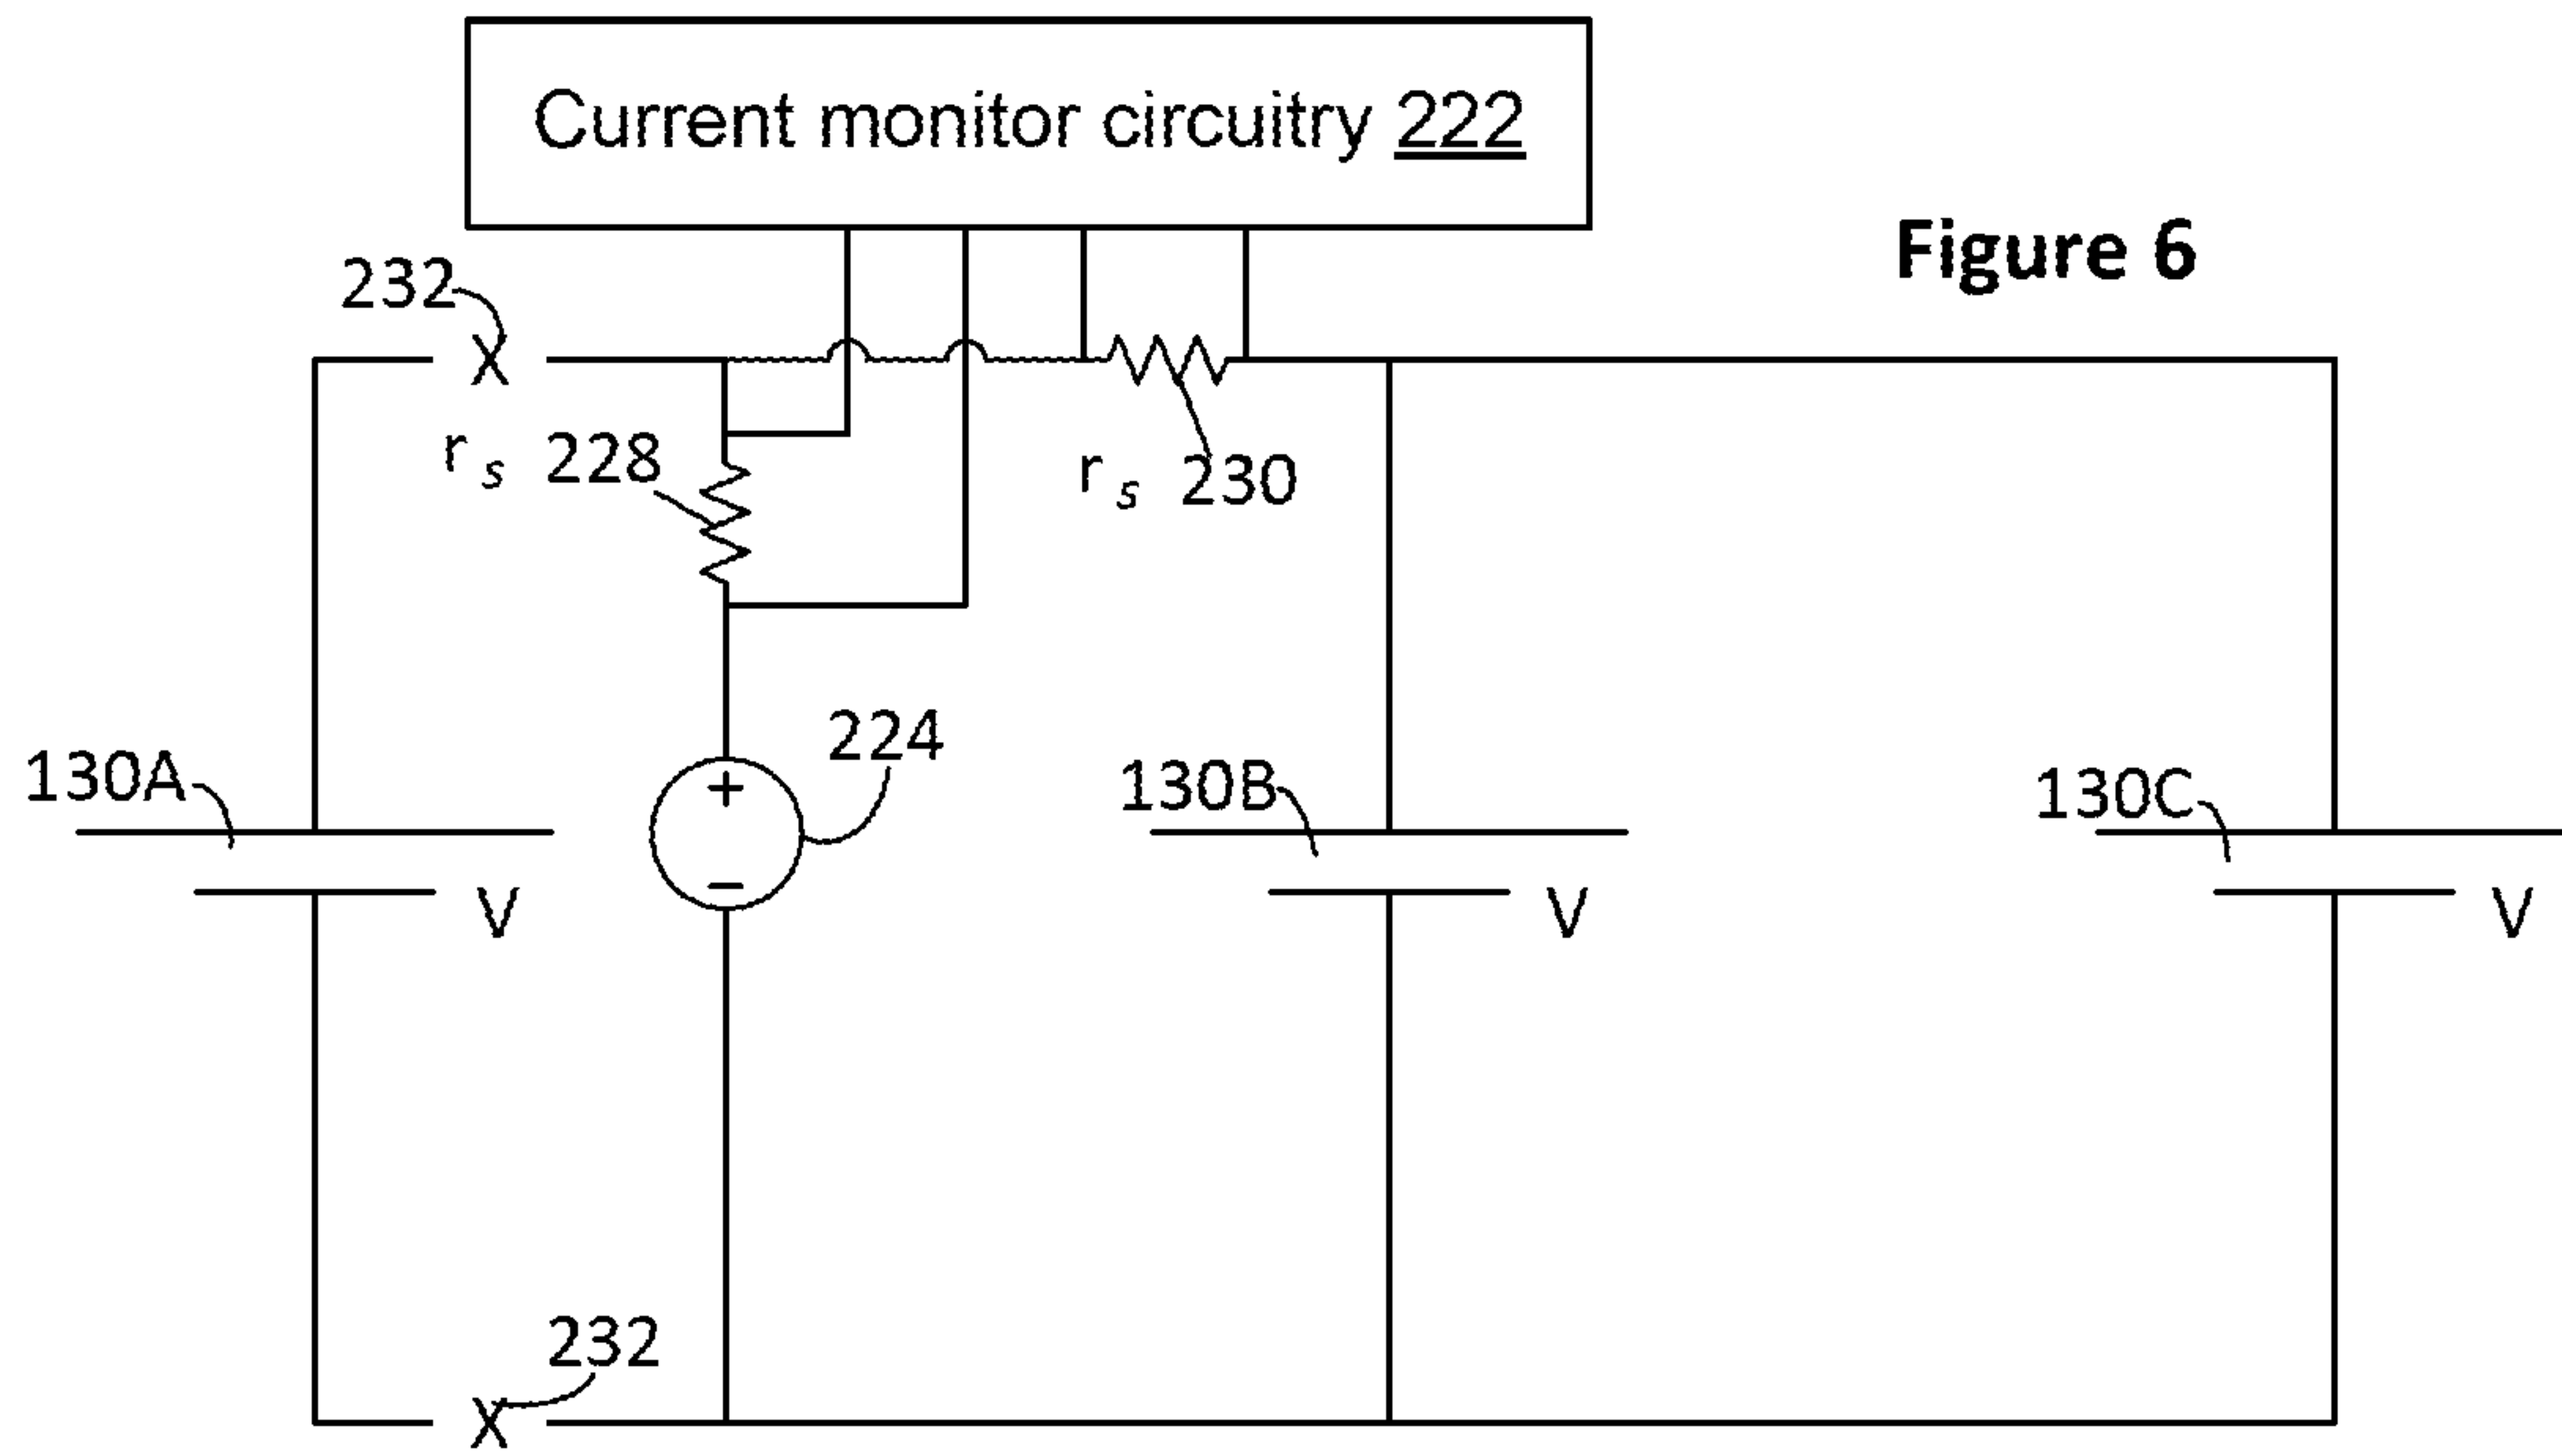 Current monitor circuitry 222
Figure 6
232
X
r s 228
r s 230
224
+
−
130A
130B
130C
V
V
V
232
X